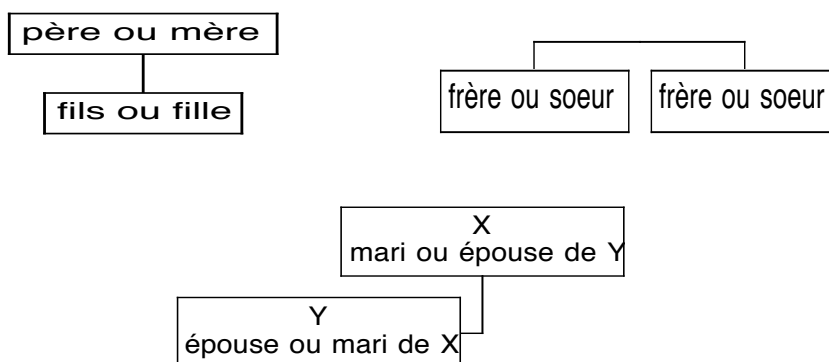 père ou mère
fils ou fille
frère ou soeur
frère ou soeur
X
mari ou épouse de Y
Y
épouse ou mari de X